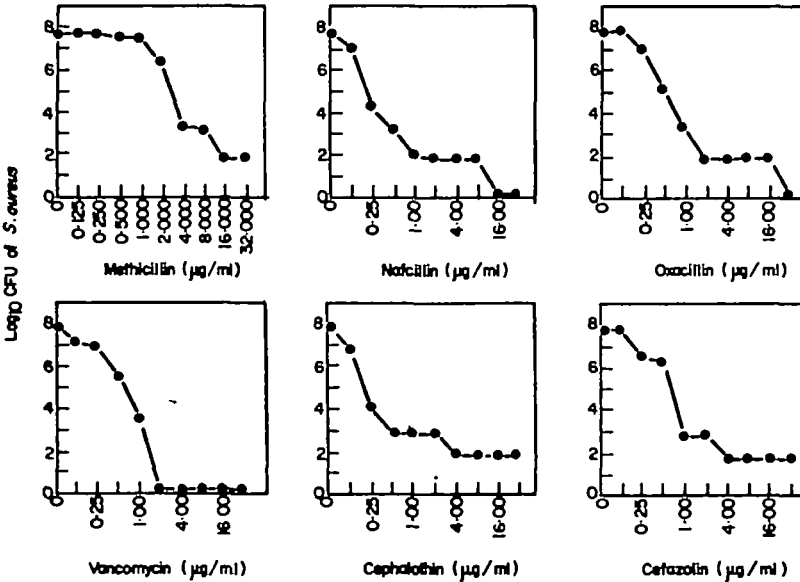 Log10 CFU of S. aureus
8
6
4
2
0
0 0·125 0·250 0·500 1·000 2·000 4·000 8·000 16·000 32·000
Methicillin (µg/ml)
8
6
4
2
0
0 0·25 1·00 4·00 16·00
Nafcillin (µg/ml)
8
6
4
2
0
0 0·25 1·00 4·00 16·00
Oxacillin (µg/ml)
8
6
4
2
0
0 0·25 1·00 4·00 16·00
Vancomycin (µg/ml)
8
6
4
2
0
0 0·25 1·00 4·00 16·00
Cephalothin (µg/ml)
8
6
4
2
0
0 0·25 1·00 4·00 16·00
Cefazolin (µg/ml)